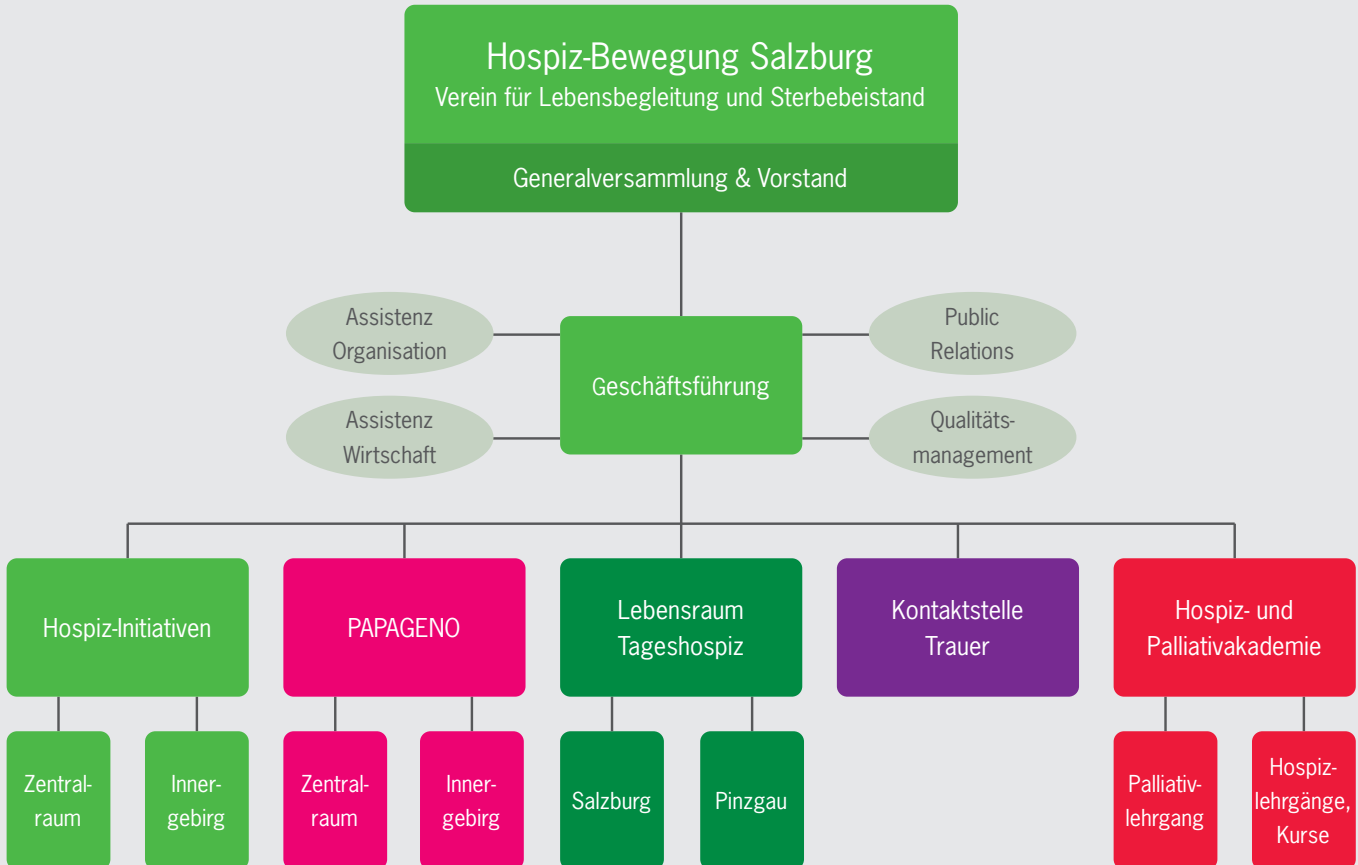 Hospiz-Bewegung Salzburg
Verein für Lebensbegleitung und Sterbebeistand
Generalversammlung & Vorstand
Assistenz
Organisation
Public
Relations
Geschäftsführung
Assistenz
Wirtschaft
Qualitäts-
management
Hospiz-Initiativen
PAPAGENO
Lebensraum
Tageshospiz
Kontaktstelle
Trauer
Hospiz- und
Palliativakademie
Zentral-
raum
Inner-
gebirg
Zentral-
raum
Inner-
gebirg
Salzburg
Pinzgau
Palliativ-
lehrgang
Hospiz-
lehrgänge,
Kurse